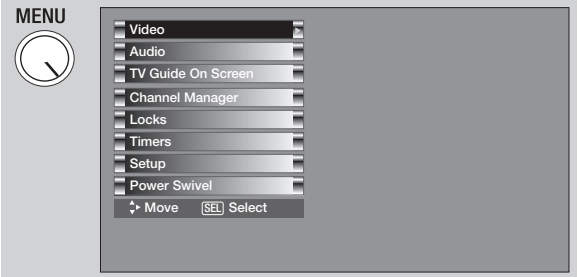 MENU
Video
Audio
TV Guide On Screen
Channel Manager
Locks
Timers
Setup
Power Swivel
Move SEL Select